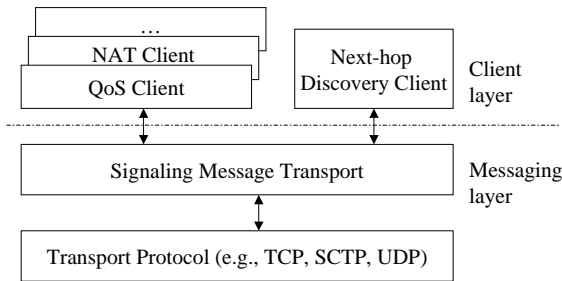 …
NAT Client
QoS Client
Next-hop
Discovery Client
Client
layer
Signaling Message Transport
Messaging
layer
Transport Protocol (e.g., TCP, SCTP, UDP)